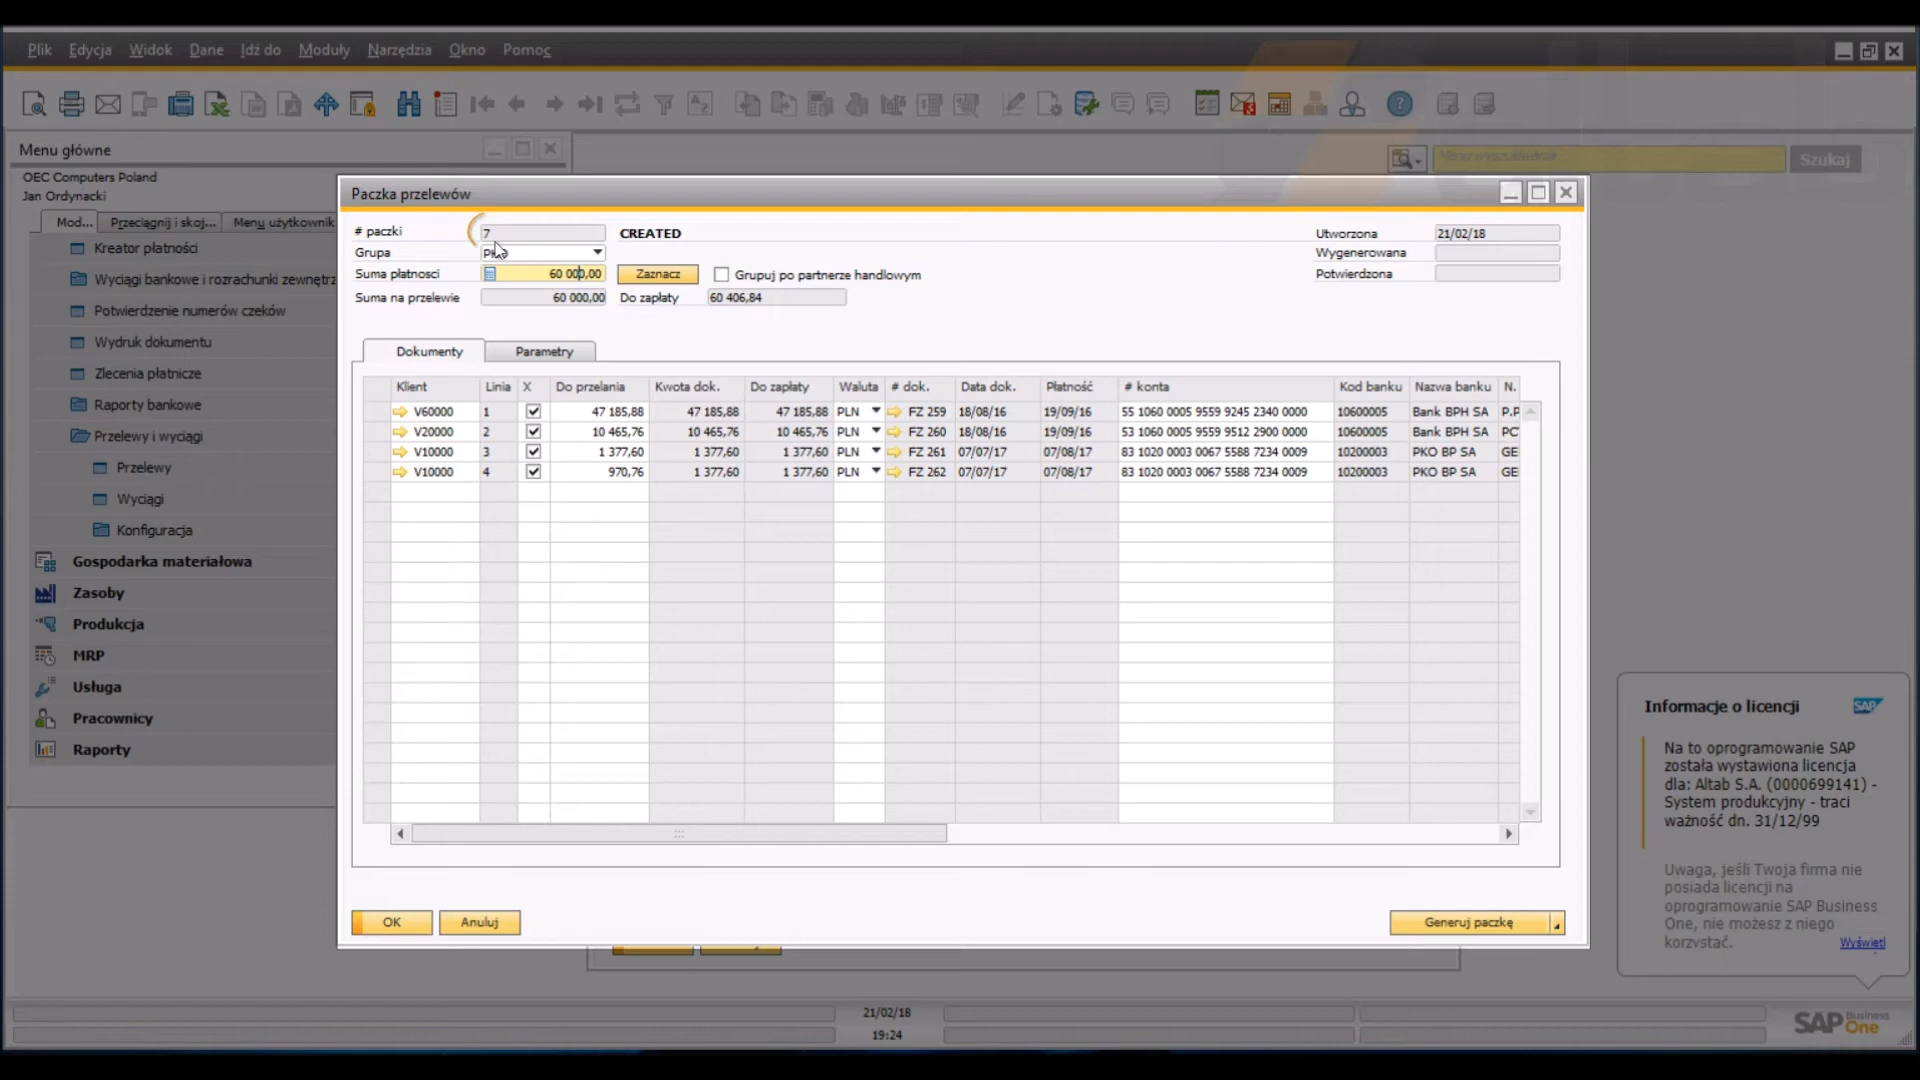 Plik Edycja Widok Dane Idź do Moduły Narzędzia Okno Pomoc
Menu główne
OEC Computers Poland
Jan Ordynacki
Szukaj
Mod... Przeciągnij i skoj... Menu użytkownik
Kreator płatności
Wyciągi bankowe i rozrachunki zewnętrz
Potwierdzenie numerów czeków
Wydruk dokumentu
Zlecenia płatnicze
Raporty bankowe
Przelewy i wyciągi
Przelewy
Wyciągi
Konfiguracja
Gospodarka materiałowa
Zasoby
Produkcja
MRP
Usługa
Pracownicy
Raporty
Paczka przelewów
# paczki 7 CREATED
Grupa
Suma płatnosci 60 000,00 Zaznacz Grupuj po partnerze handlowym
Suma na przelewie 60 000,00 Do zapłaty 60 406,84
Utworzona 21/02/18
Wygenerowana
Potwierdzona
Dokumenty Parametry
Klient Linia X Do przelania Kwota dok. Do zapłaty Waluta # dok. Data dok. Płatność # konta Kod banku Nazwa banku N.
V60000 1 47 185,88 47 185,88 47 185,88 PLN FZ 259 18/08/16 19/09/16 55 1060 0005 9559 9245 2340 0000 10600005 Bank BPH SA P.P
V20000 2 10 465,76 10 465,76 10 465,76 PLN FZ 260 18/08/16 19/09/16 53 1060 0005 9559 9512 2900 0000 10600005 Bank BPH SA PC
V10000 3 1 377,60 1 377,60 1 377,60 PLN FZ 261 07/07/17 07/08/17 83 1020 0003 0067 5588 7234 0009 10200003 PKO BP SA GE
V10000 4 970,76 1 377,60 1 377,60 PLN FZ 262 07/07/17 07/08/17 83 1020 0003 0067 5588 7234 0009 10200003 PKO BP SA GE
OK Anuluj Generuj paczkę
Informacje o licencji SAP
Na to oprogramowanie SAP
została wystawiona licencja
dla: Altab S.A. (0000699141) -
System produkcyjny - traci
ważność dn. 31/12/99
Uwaga, jeśli Twoja firma nie
posiada licencji na
oprogramowanie SAP Business
One, nie możesz z niego
korzystać. Wyświetl
21/02/18
19:24
SAP Business One